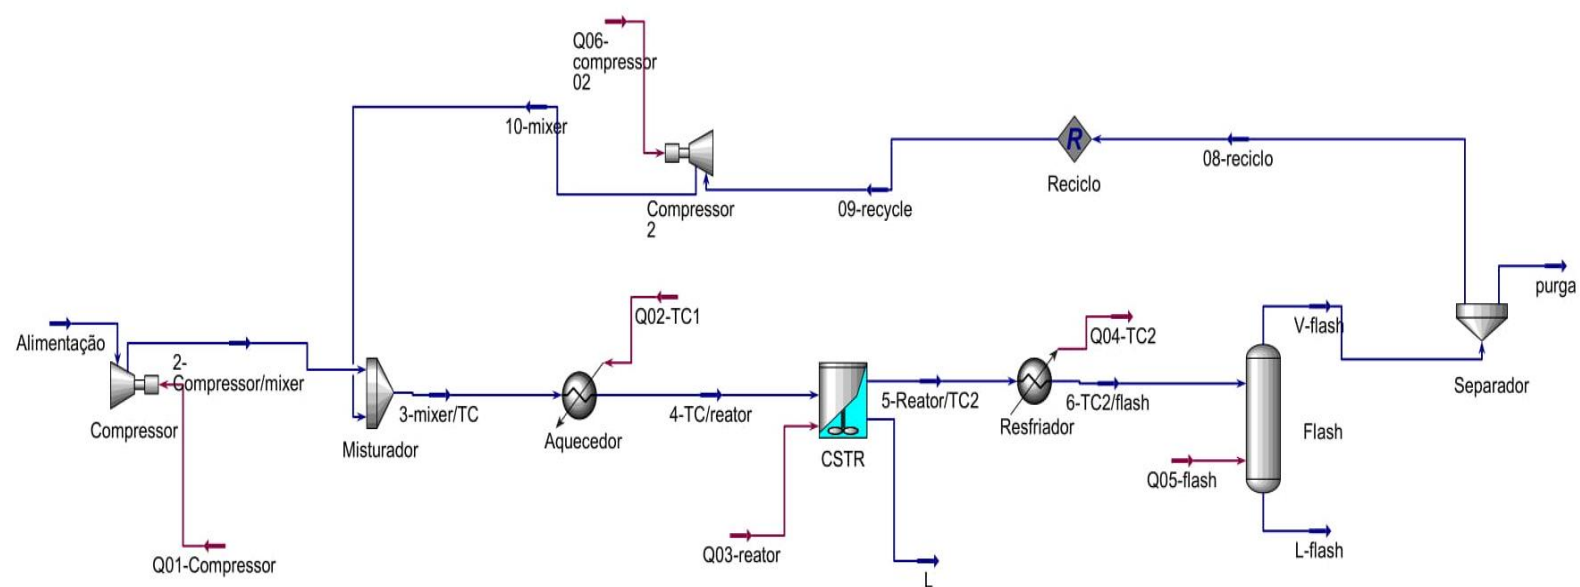 Q06-
compressor
02
10-mixer
R
08-reciclo
Reciclo
Compressor
2
09-recycle
purga
Alimentação
Q02-TC1
V-flash
Q04-TC2
2-
Compressor/mixer
Separador
3-mixer/TC
4-TC/reator
5-Reator/TC2
6-TC2/flash
Compressor
Misturador
Aquecedor
CSTR
Resfriador
Flash
Q05-flash
Q03-reator
L-flash
Q01-Compressor
L